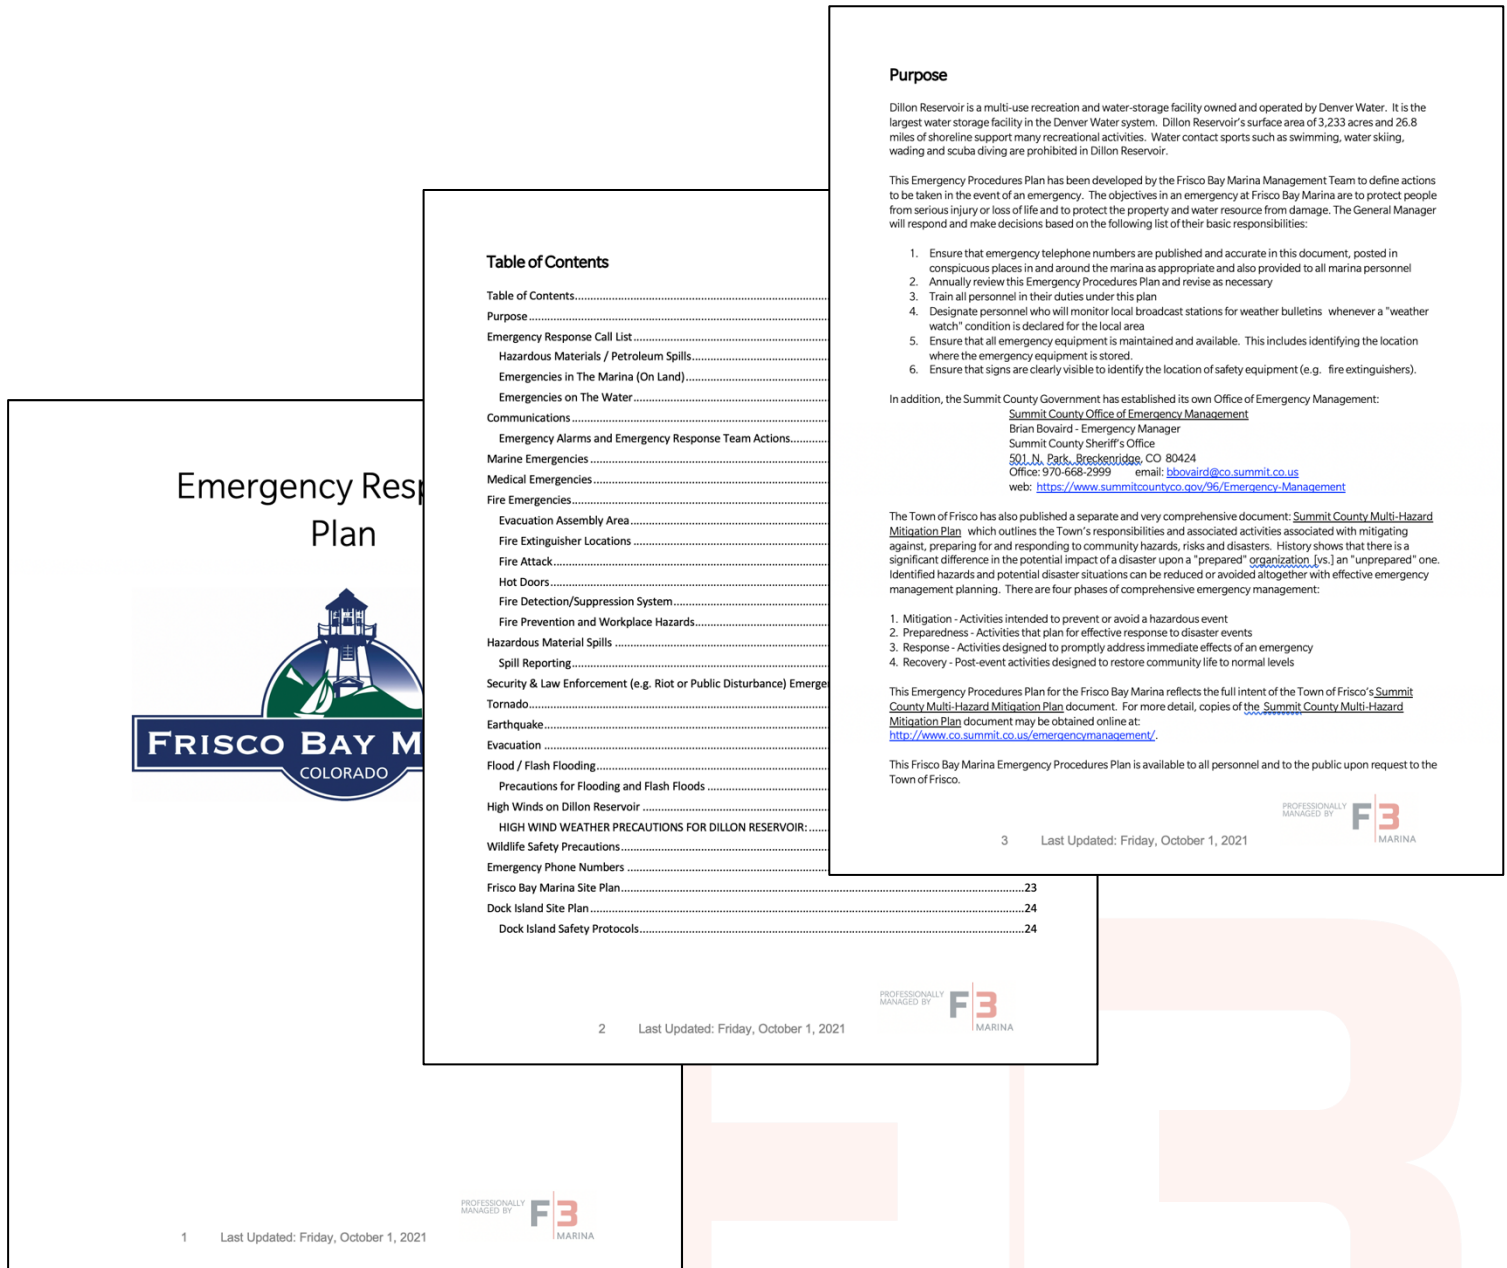 Emergency Res
Plan
FRISCO BAY M
COLORADO
PROFESSIONALLY
MANAGED BY
F3
MARINA
1 Last Updated: Friday, October 1, 2021
Table of Contents
Table of Contents
Purpose
Emergency Response Call List
Hazardous Materials / Petroleum Spills
Emergencies in The Marina (On Land)
Emergencies on The Water
Communications
Emergency Alarms and Emergency Response Team Actions
Marine Emergencies
Medical Emergencies
Fire Emergencies
Evacuation Assembly Area
Fire Extinguisher Locations
Fire Attack
Hot Doors
Fire Detection/Suppression System
Fire Prevention and Workplace Hazards
Hazardous Material Spills
Spill Reporting
Security & Law Enforcement (e.g. Riot or Public Disturbance) Emerge
Tornado
Earthquake
Evacuation
Flood / Flash Flooding
Precautions for Flooding and Flash Floods
High Winds on Dillon Reservoir
HIGH WIND WEATHER PRECAUTIONS FOR DILLON RESERVOIR:
Wildlife Safety Precautions
Emergency Phone Numbers
Frisco Bay Marina Site Plan 23
Dock Island Site Plan 24
Dock Island Safety Protocols 24
PROFESSIONALLY
MANAGED BY
F3
MARINA
2 Last Updated: Friday, October 1, 2021
Purpose
Dillon Reservoir is a multi-use recreation and water-storage facility owned and operated by Denver Water. It is the
largest water storage facility in the Denver Water system. Dillon Reservoir's surface area of 3,233 acres and 26.8
miles of shoreline support many recreational activities. Water contact sports such as swimming, water skiing,
wading and scuba diving are prohibited in Dillon Reservoir.
This Emergency Procedures Plan has been developed by the Frisco Bay Marina Management Team to define actions
to be taken in the event of an emergency. The objectives in an emergency at Frisco Bay Marina are to protect people
from serious injury or loss of life and to protect the property and water resource from damage. The General Manager
will respond and make decisions based on the following list of their basic responsibilities:
1. Ensure that emergency telephone numbers are published and accurate in this document, posted in
conspicuous places in and around the marina as appropriate and also provided to all marina personnel
2. Annually review this Emergency Procedures Plan and revise as necessary
3. Train all personnel in their duties under this plan
4. Designate personnel who will monitor local broadcast stations for weather bulletins whenever a "weather
watch" condition is declared for the local area
5. Ensure that all emergency equipment is maintained and available. This includes identifying the location
where the emergency equipment is stored.
6. Ensure that signs are clearly visible to identify the location of safety equipment (e.g. fire extinguishers).
In addition, the Summit County Government has established its own Office of Emergency Management:
Summit County Office of Emergency Management
Brian Bovaird - Emergency Manager
Summit County Sheriff's Office
501 N. Park, Breckenridge, CO 80424
Office: 970-668-2999 email: bbovaird@co.summit.co.us
web: https://www.summitcountyco.gov/96/Emergency-Management
The Town of Frisco has also published a separate and very comprehensive document: Summit County Multi-Hazard
Mitigation Plan which outlines the Town's responsibilities and associated activities associated with mitigating
against, preparing for and responding to community hazards, risks and disasters. History shows that there is a
significant difference in the potential impact of a disaster upon a "prepared" organization [vs.] an "unprepared" one.
Identified hazards and potential disaster situations can be reduced or avoided altogether with effective emergency
management planning. There are four phases of comprehensive emergency management:
1. Mitigation - Activities intended to prevent or avoid a hazardous event
2. Preparedness - Activities that plan for effective response to disaster events
3. Response - Activities designed to promptly address immediate effects of an emergency
4. Recovery - Post-event activities designed to restore community life to normal levels
This Emergency Procedures Plan for the Frisco Bay Marina reflects the full intent of the Town of Frisco's Summit
County Multi-Hazard Mitigation Plan document. For more detail, copies of the Summit County Multi-Hazard
Mitigation Plan document may be obtained online at:
http://www.co.summit.co.us/emergencymanagement/.
This Frisco Bay Marina Emergency Procedures Plan is available to all personnel and to the public upon request to the
Town of Frisco.
PROFESSIONALLY
MANAGED BY
F3
MARINA
3 Last Updated: Friday, October 1, 2021